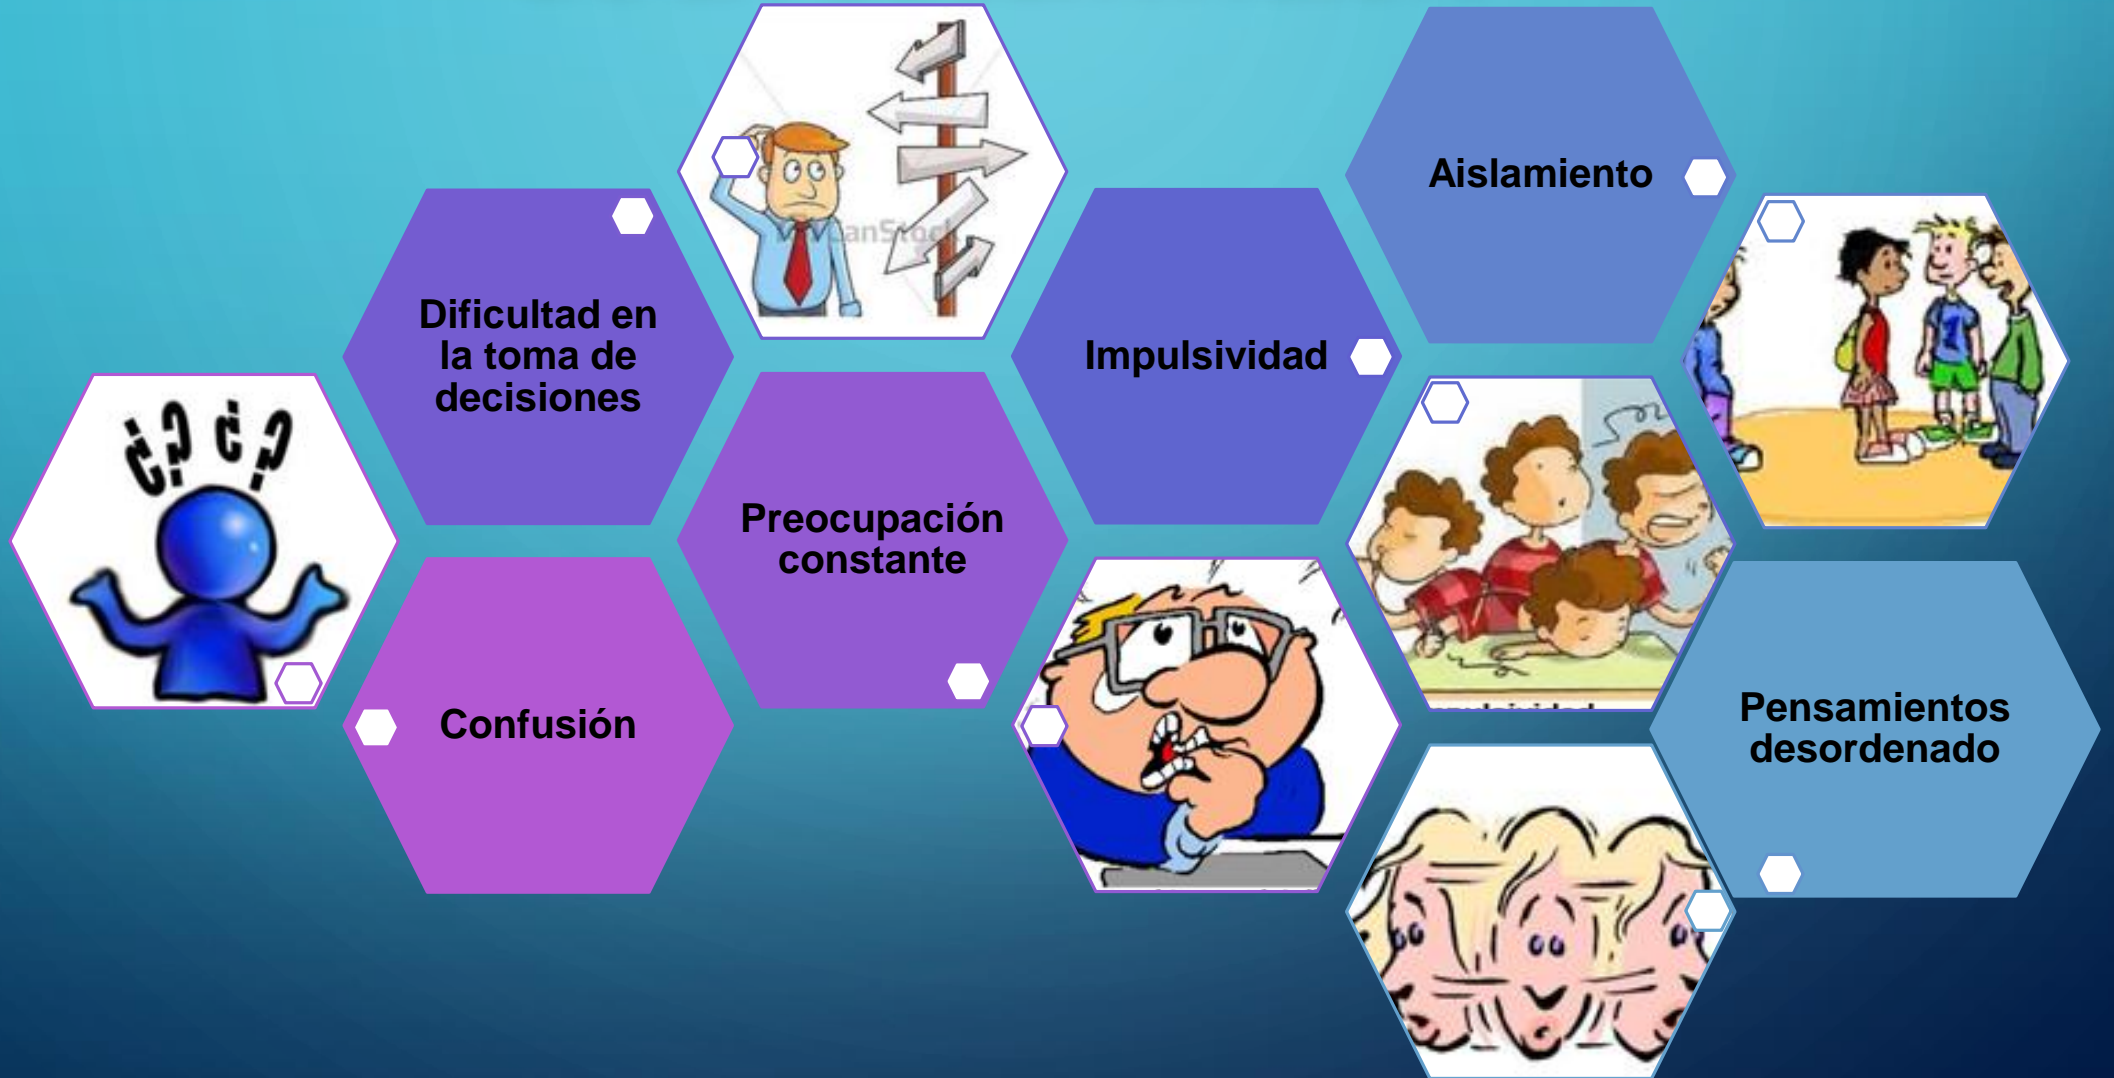 Aislamiento
Dificultad en
la toma de
decisiones
Impulsividad
Preocupación
constante
Confusión
Pensamientos
desordenado
¿? ¿?